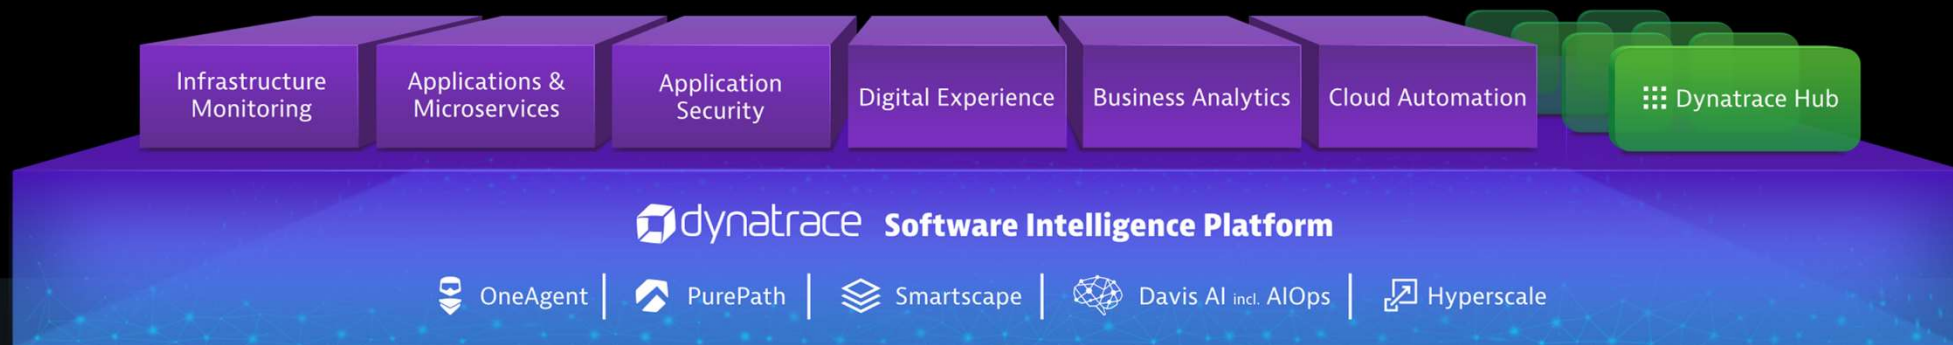 Infrastructure
Monitoring
Applications &
Microservices
Application
Security
Digital Experience
Business Analytics
Cloud Automation
Dynatrace Hub
dynatrace Software Intelligence Platform
OneAgent
PurePath
Smartscape
Davis AI incl. AIOps
Hyperscale